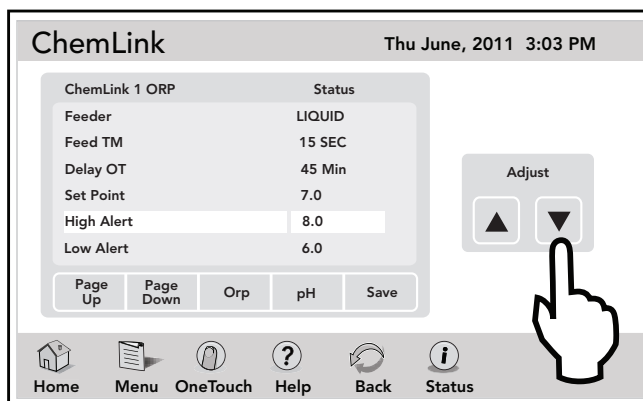 ChemLink
Thu June, 2011 3:03 PM
ChemLink 1 ORP Status
Feeder LIQUID
Feed TM 15 SEC
Delay OT 45 Min
Set Point 7.0
High Alert 8.0
Low Alert 6.0
Page Up
Page Down
Orp
pH
Save
Adjust
Home
Menu
OneTouch
?
Help
Back
i
Status